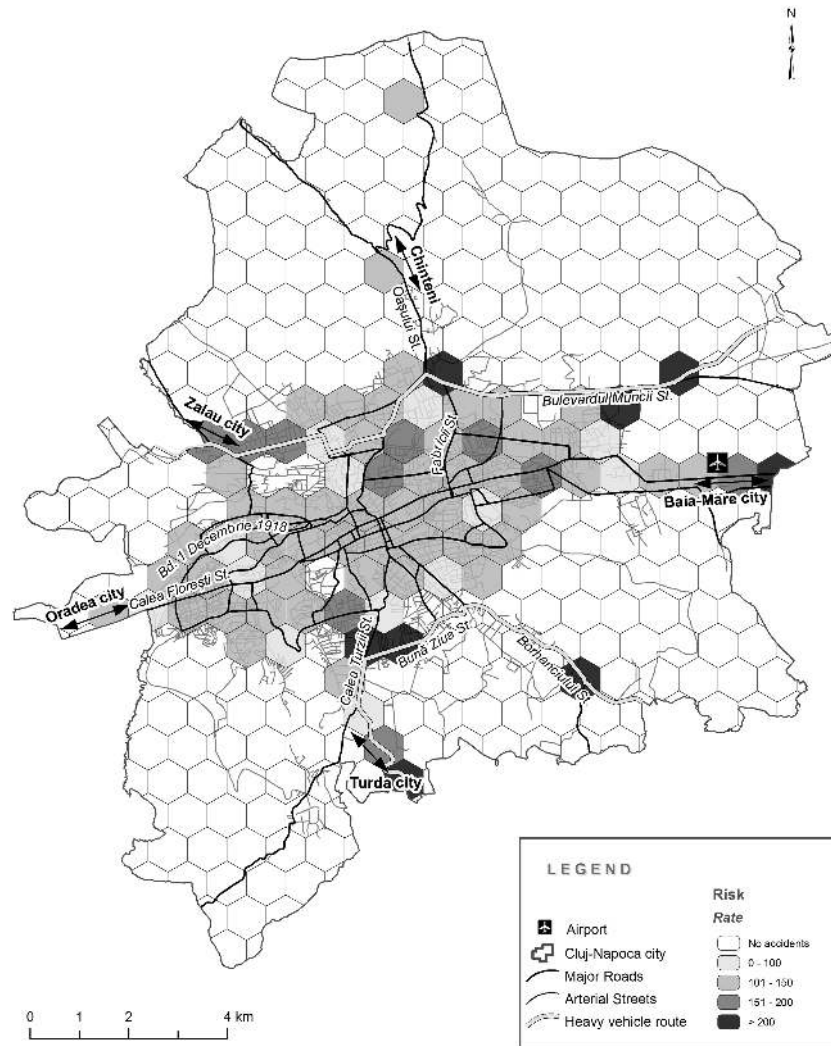 N
Chinteni
Oaşului St.
Zalau city
Bulevardul Muncii St.
Fabricii St.
Baia-Mare city
Bd. 1 Decembrie 1918
Calea Floreşti St.
Oradea city
Calea Turzii St.
Bună Ziua St.
Borhanciului St.
Turda city
LEGEND
Risk
Rate
Airport
No accidents
Cluj-Napoca city
0 - 100
Major Roads
101 - 150
Arterial Streets
151 - 200
Heavy vehicle route
> 200
0 1 2 4 km